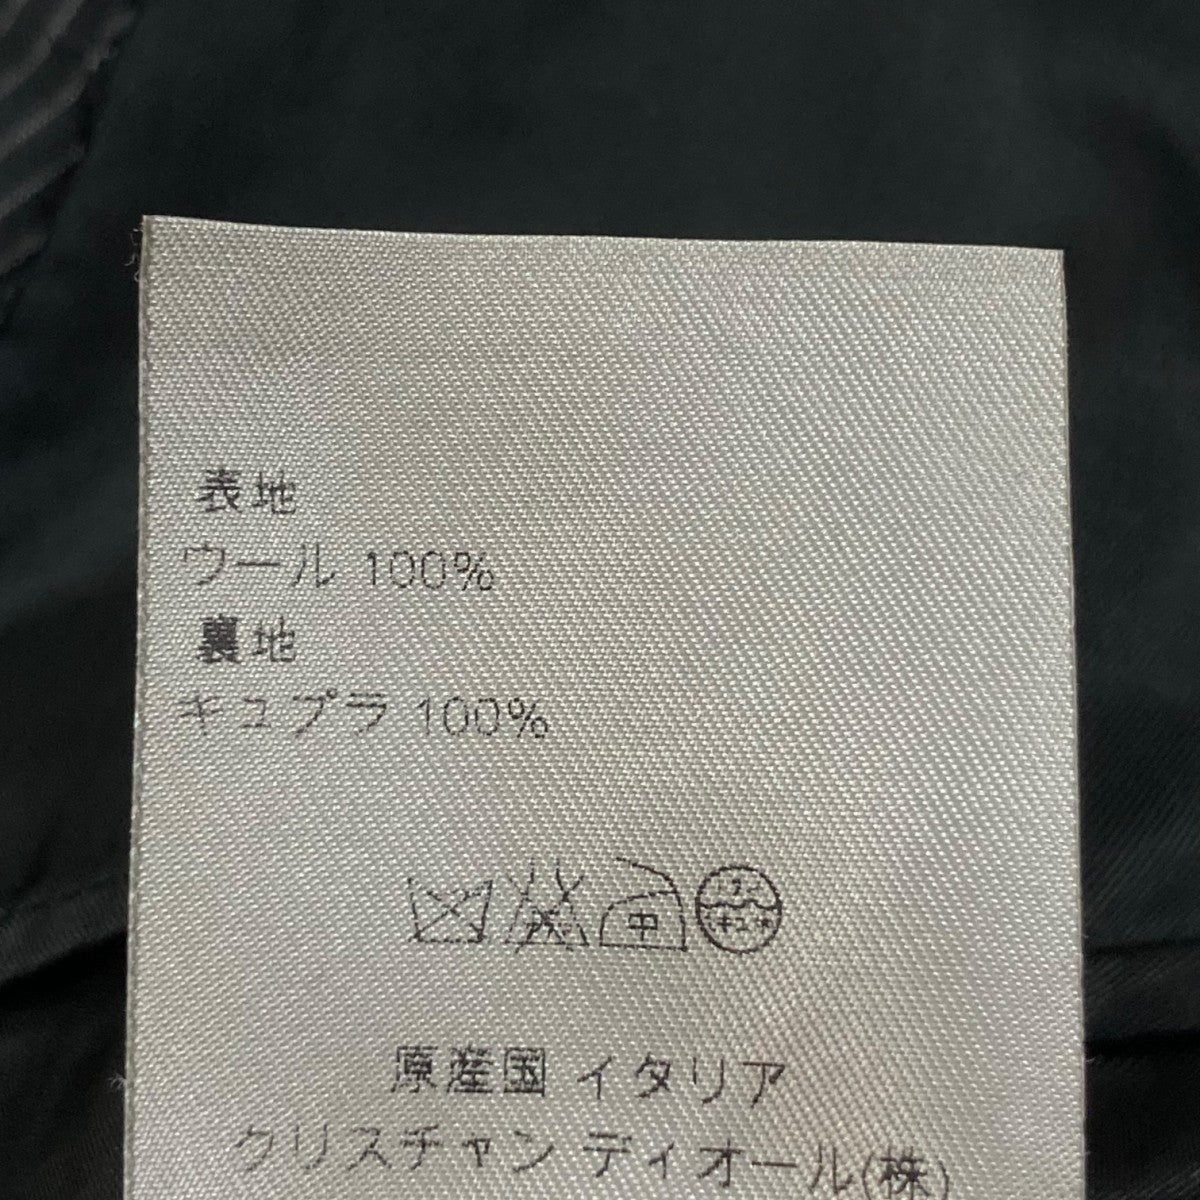 表地
ウール 100%
裏地
キュプラ 100%
中
原産国 イタリア
クリスチャン ディオール(株)